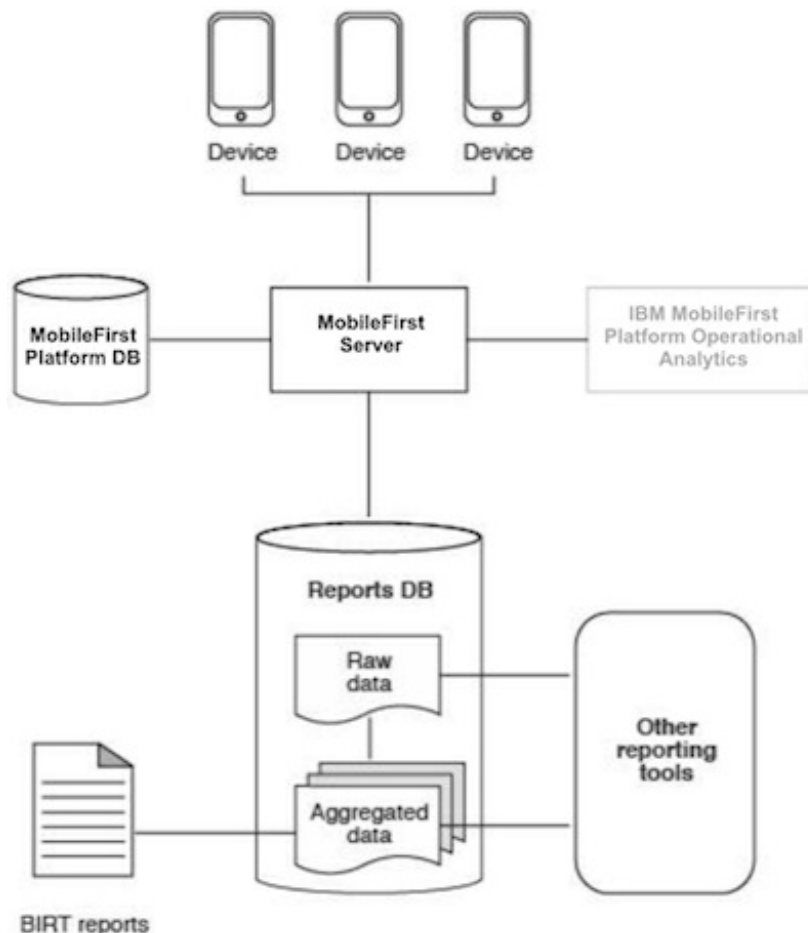 Device
Device
Device
MobileFirst
Platform DB
MobileFirst
Server
IBM MobileFirst
Platform Operational
Analytics
Reports DB
Raw
data
Other
reporting
tools
Aggregated
data
BIRT reports